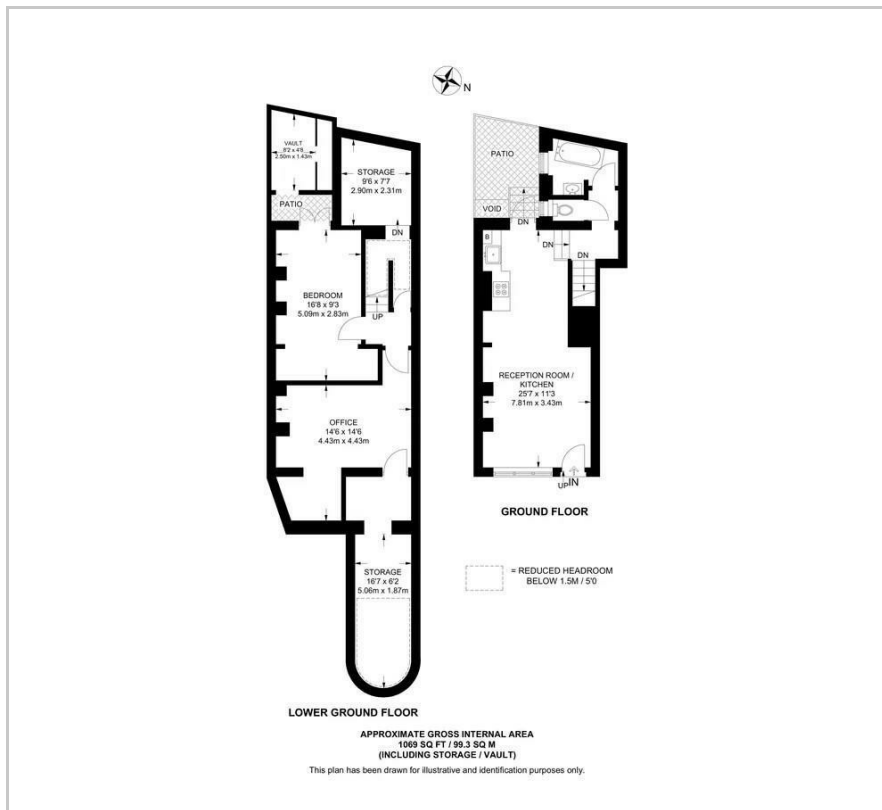 N
VAULT
8'2 x 4'8
2.50m x 1.43m
STORAGE
9'6 x 7'7
2.90m x 2.31m
PATIO
DN
BEDROOM
16'8 x 9'3
5.09m x 2.83m
UP
OFFICE
14'6 x 14'6
4.43m x 4.43m
STORAGE
16'7 x 6'2
5.06m x 1.87m
LOWER GROUND FLOOR
PATIO
VOID
DN
B
DN
DN
RECEPTION ROOM /
KITCHEN
25'7 x 11'3
7.81m x 3.43m
UP
IN
GROUND FLOOR
= REDUCED HEADROOM
BELOW 1.5M / 5'0
APPROXIMATE GROSS INTERNAL AREA
1069 SQ FT / 99.3 SQ M
(INCLUDING STORAGE / VAULT)
This plan has been drawn for illustrative and identification purposes only.